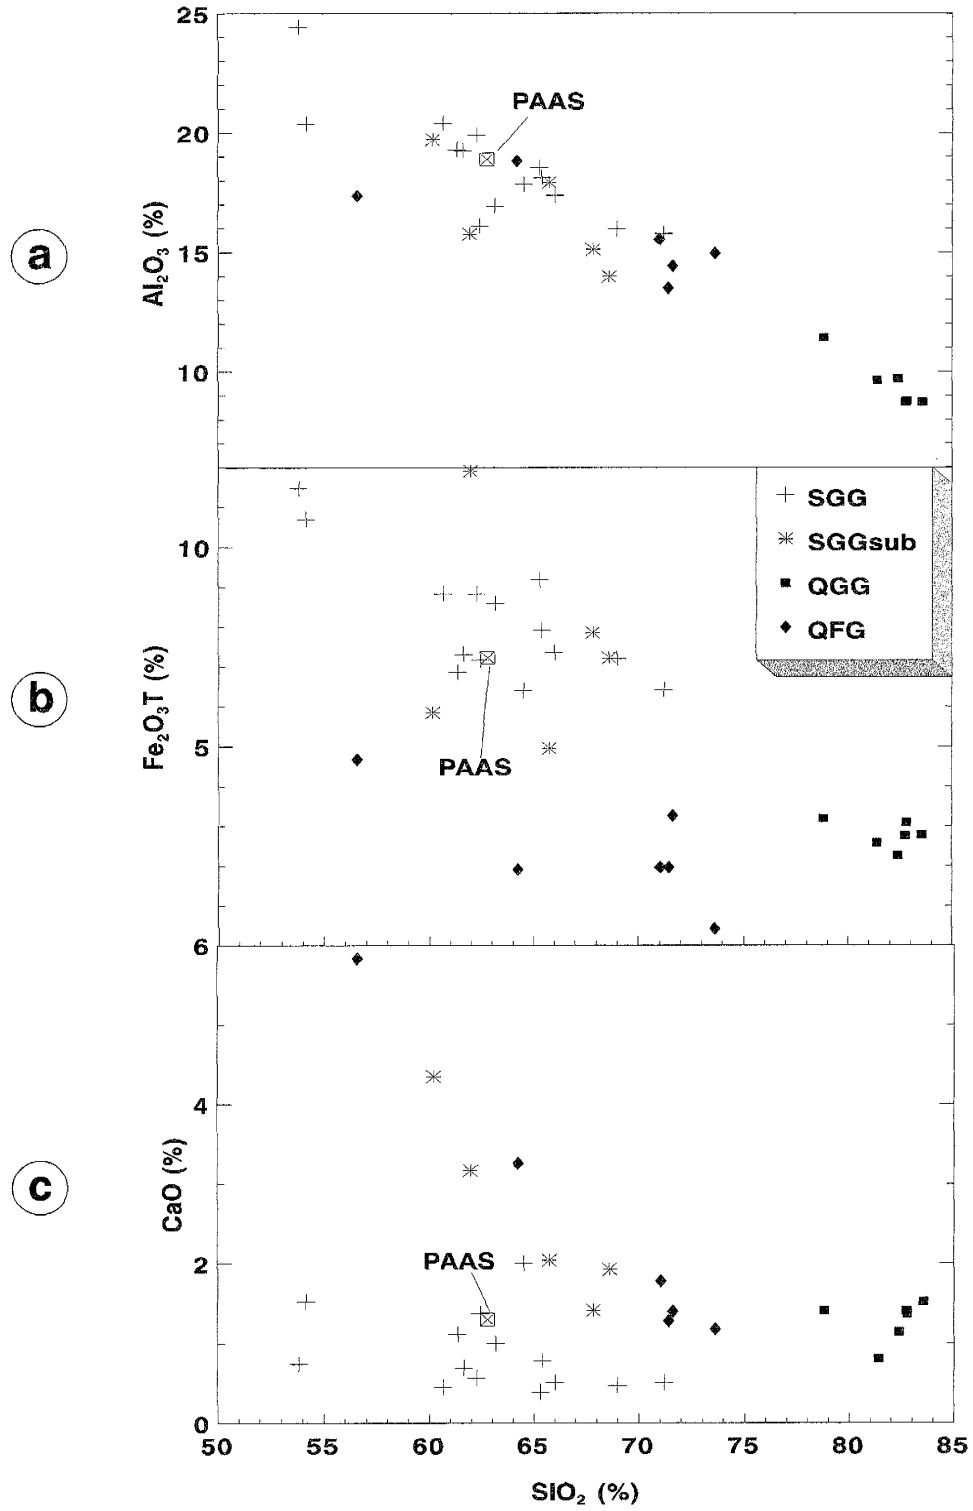 25
PAAS
20
a
Al₂O₃ (%)
15
10
SGG
SGGsub
QGG
QFG
10
b
Fe₂O₃T (%)
5
PAAS
6
4
c
CaO (%)
PAAS
2
0
50 55 60 65 70 75 80 85
SIO₂ (%)